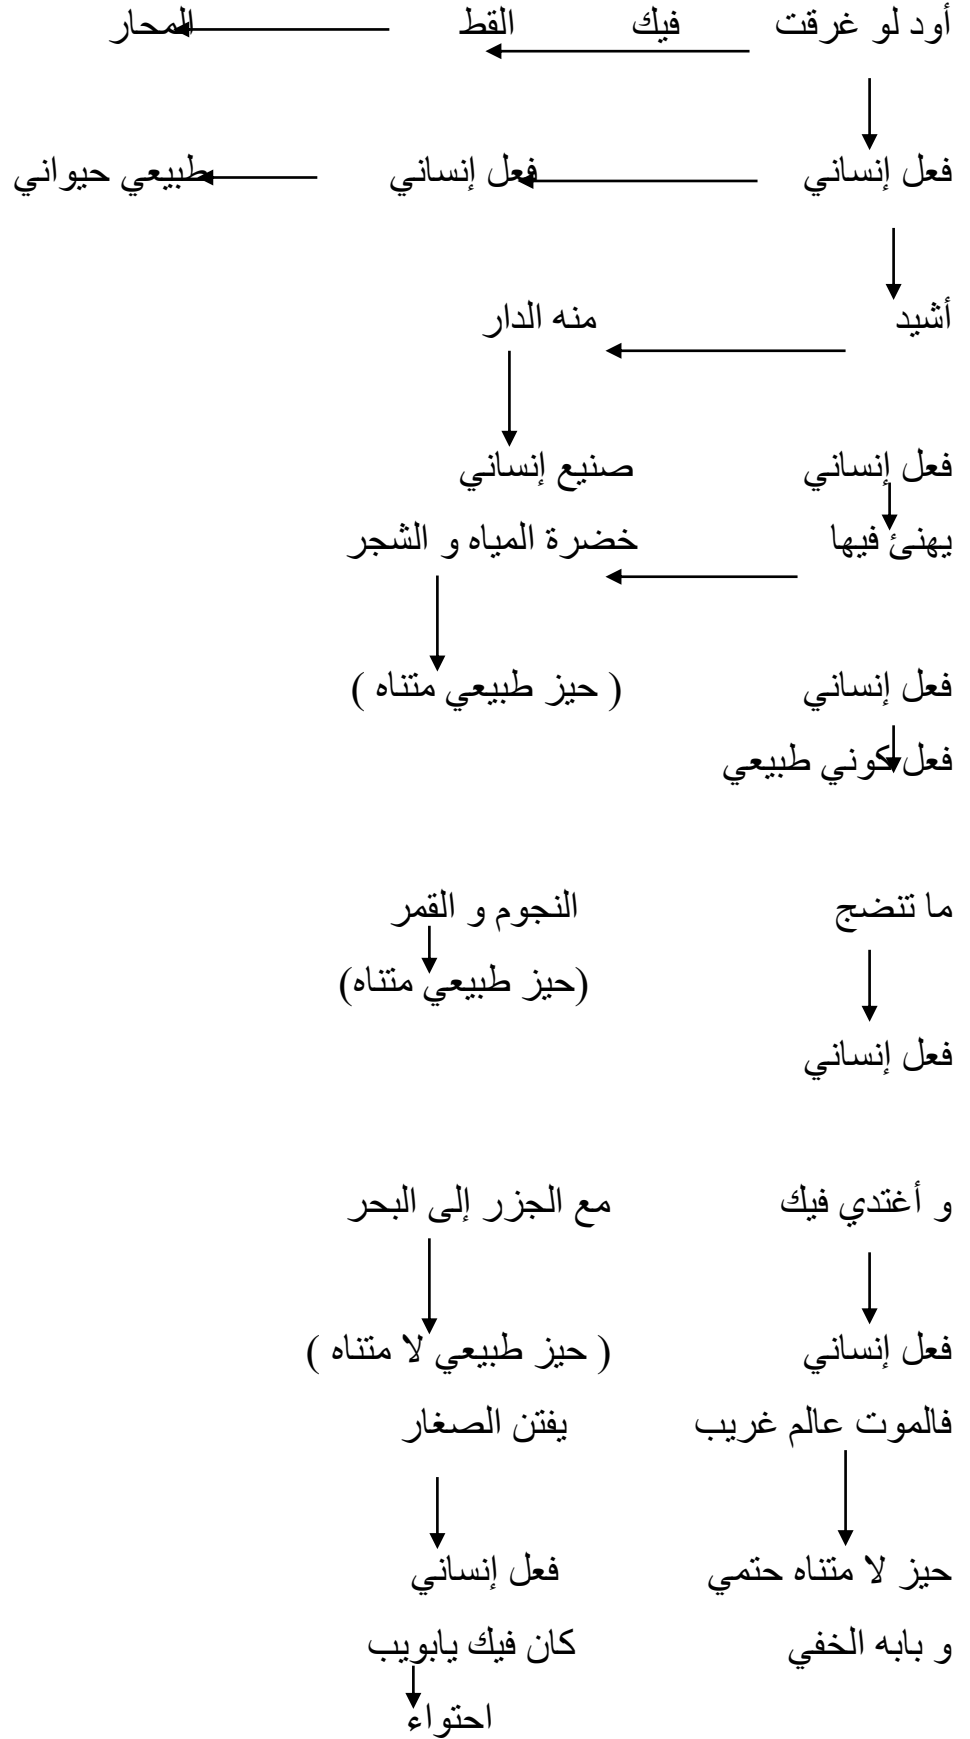 أود لو غرقت فيك القط المحار
فعل إنساني فعل إنساني طبيعي حيواني
أشيد منه الدار
فعل إنساني صنيع إنساني
يهنئ فيها خضرة المياه و الشجر
فعل إنساني ( حيز طبيعي متناه )
فعل كوني طبيعي
ما تنضج النجوم و القمر
(حيز طبيعي متناه)
فعل إنساني
و أغتدي فيك مع الجزر إلى البحر
فعل إنساني ( حيز طبيعي لا متناه )
فالموت عالم غريب يفتن الصغار
حيز لا متناه حتمي فعل إنساني
و بابه الخفي كان فيك يابويب
احتواء